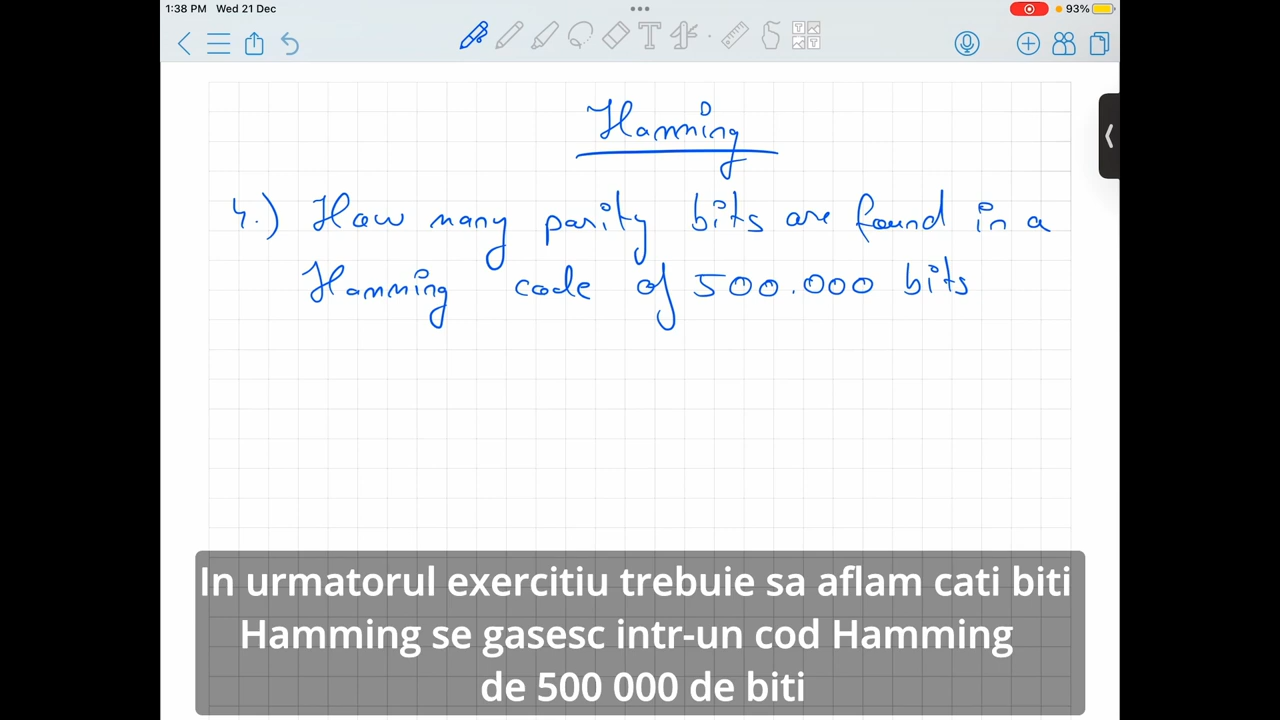 1:38 PM Wed 21 Dec
93%
Hamming
4.) How many parity bits are found in a
Hamming code of 500.000 bits
In urmatorul exercitiu trebuie sa aflam cati biti
Hamming se gasesc intr-un cod Hamming
de 500 000 de biti